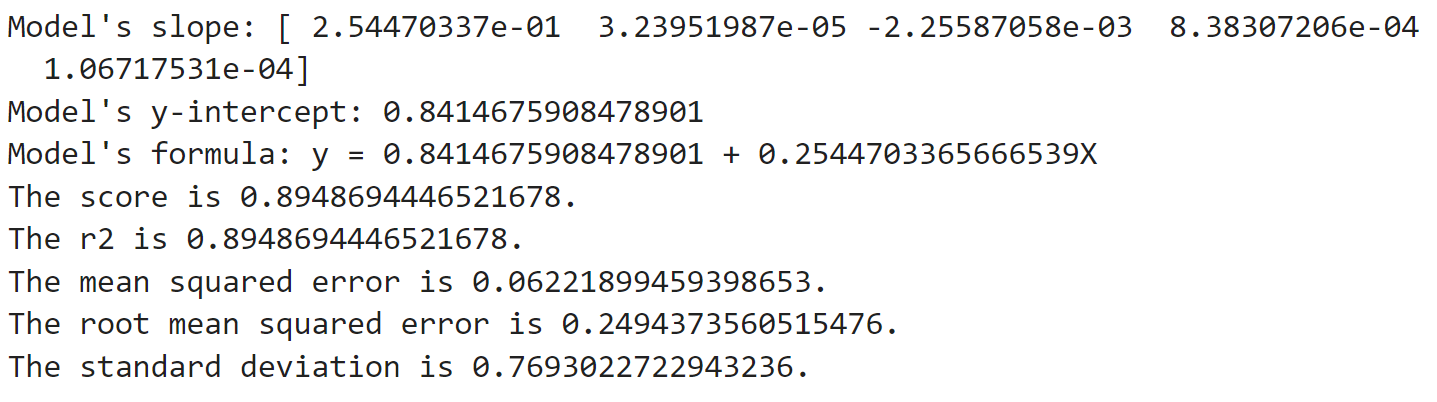 Model's slope: [ 2.54470337e-01  3.23951987e-05 -2.25587058e-03  8.38307206e-04
  1.06717531e-04]
Model's y-intercept: 0.8414675908478901
Model's formula: y = 0.8414675908478901 + 0.2544703365666539X
The score is 0.8948694446521678.
The r2 is 0.8948694446521678.
The mean squared error is 0.06221899459398653.
The root mean squared error is 0.2494373560515476.
The standard deviation is 0.7693022722943236.